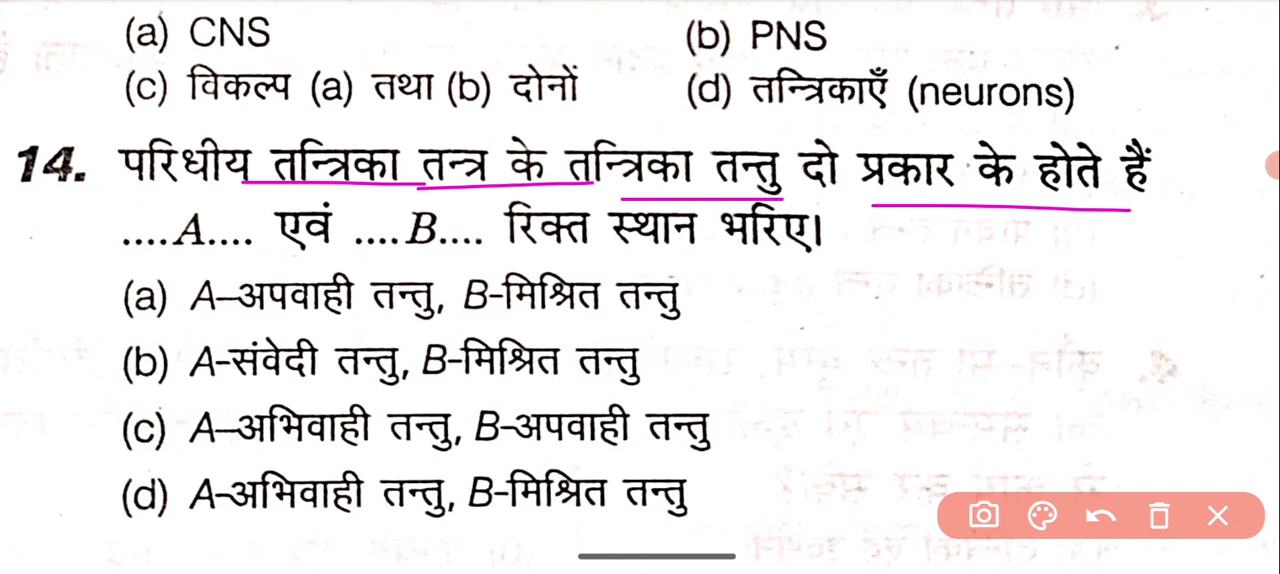 (a) CNS (b) PNS
(c) विकल्प (a) तथा (b) दोनों (d) तन्त्रिकाएँ (neurons)
14. परिधीय तन्त्रिका तन्त्र के तन्त्रिका तन्तु दो प्रकार के होते हैं
....A.... एवं ....B.... रिक्त स्थान भरिए।
(a) A–अपवाही तन्तु, B-मिश्रित तन्तु
(b) A-संवेदी तन्तु, B-मिश्रित तन्तु
(c) A–अभिवाही तन्तु, B-अपवाही तन्तु
(d) A-अभिवाही तन्तु, B-मिश्रित तन्तु